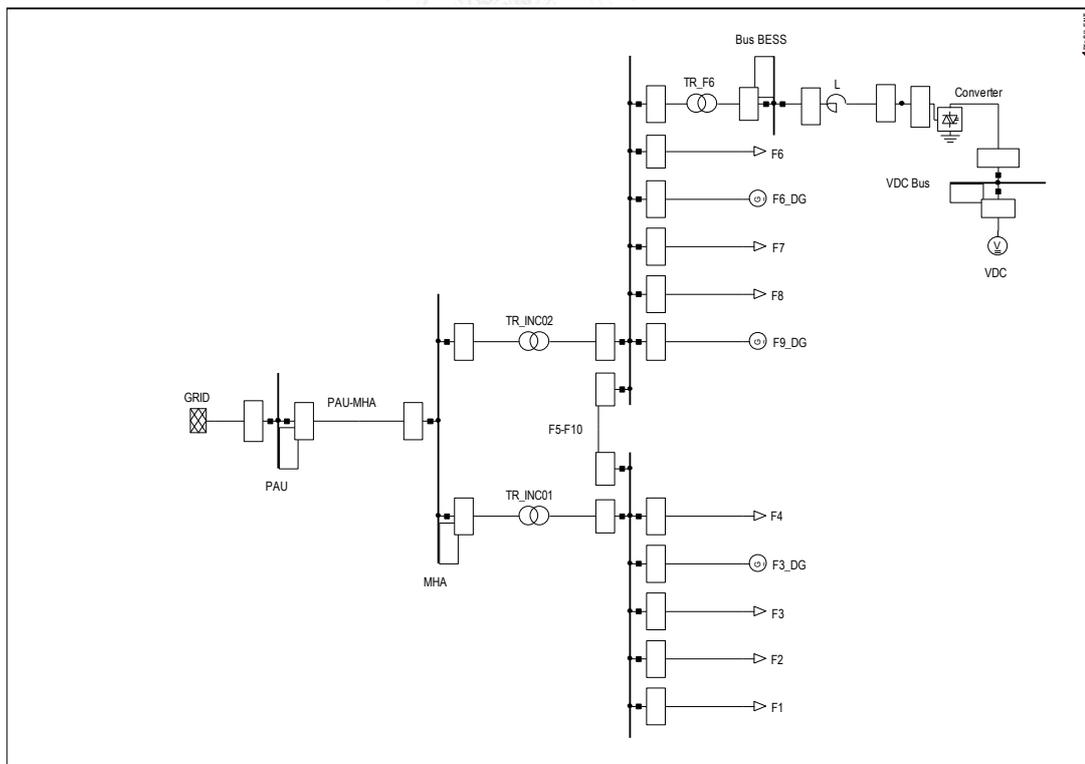 Bus BESS
TR_F6
L
Converter
F6
VDC Bus
F6_DG
F7
VDC
F8
TR_INC02
F9_DG
GRID
PAU-MHA
F5-F10
PAU
TR_INC01
F4
F3_DG
MHA
F3
F2
F1